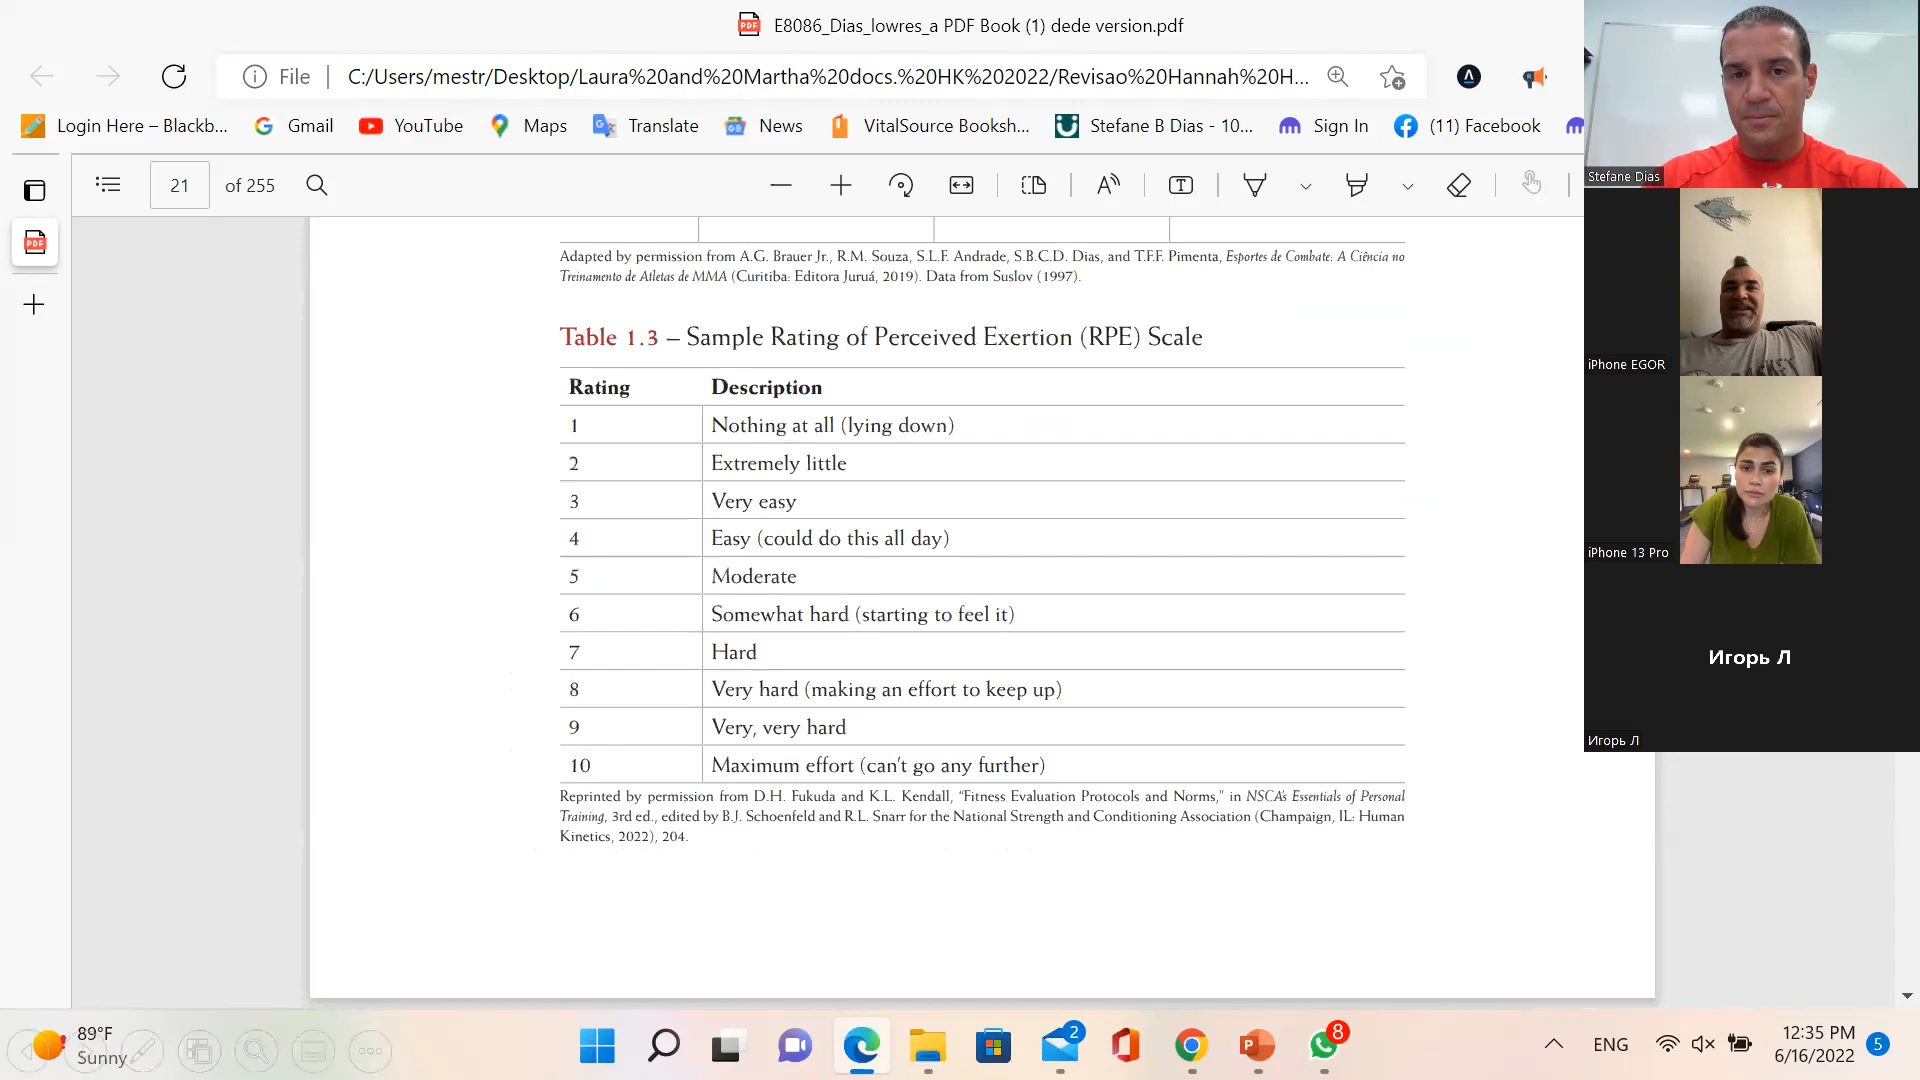 E8086_Dias_lowres_a PDF Book (1) dede version.pdf
File
C:/Users/mestr/Desktop/Laura%20and%20Martha%20docs.%20HK%202022/Revisao%20Hannah%20H...
Login Here – Blackb...
Gmail
YouTube
Maps
Translate
News
VitalSource Booksh...
Stefane B Dias - 10...
Sign In
(11) Facebook
21 of 255
Adapted by permission from A.G. Brauer Jr., R.M. Souza, S.L.F. Andrade, S.B.C.D. Dias, and T.F.F. Pimenta, Esportes de Combate: A Ciência no
Treinamento de Atletas de MMA (Curitiba: Editora Juruá, 2019). Data from Suslov (1997).
Table 1.3 – Sample Rating of Perceived Exertion (RPE) Scale
Rating Description
1 Nothing at all (lying down)
2 Extremely little
3 Very easy
4 Easy (could do this all day)
5 Moderate
6 Somewhat hard (starting to feel it)
7 Hard
8 Very hard (making an effort to keep up)
9 Very, very hard
10 Maximum effort (can't go any further)
Reprinted by permission from D.H. Fukuda and K.L. Kendall, “Fitness Evaluation Protocols and Norms,” in NSCA's Essentials of Personal
Training, 3rd ed., edited by B.J. Schoenfeld and R.L. Snarr for the National Strength and Conditioning Association (Champaign, IL: Human
Kinetics, 2022), 204.
Stefane Dias
iPhone EGOR
iPhone 13 Pro
Игорь Л
Игорь Л
89°F
Sunny
2
8
ENG
12:35 PM
6/16/2022
5